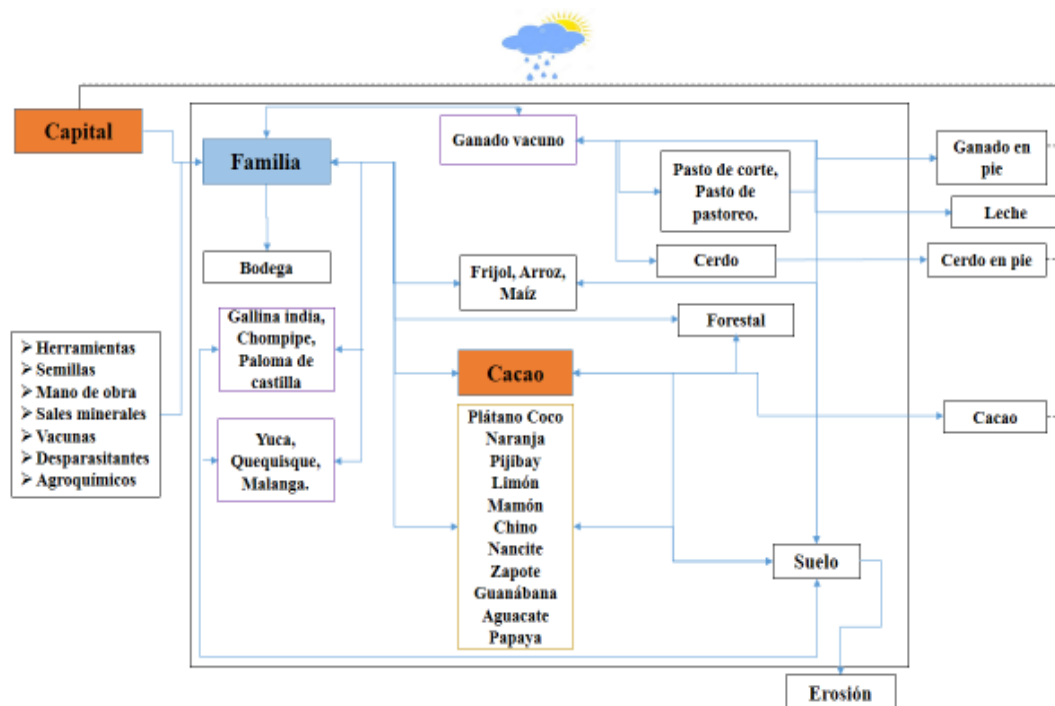 Capital
Familia
Ganado vacuno
Pasto de corte,
Pasto de
pastoreo.
Ganado en
pie
Leche
Bodega
Frijol, Arroz,
Maíz
Cerdo
Cerdo en pie
Gallina india,
Chompipe,
Paloma de
castilla
Forestal
➢ Herramientas
➢ Semillas
➢ Mano de obra
➢ Sales minerales
➢ Vacunas
➢ Desparasitantes
➢ Agroquímicos
Cacao
Cacao
Yuca,
Quequisque,
Malanga.
Plátano Coco
Naranja
Pijibay
Limón
Mamón
Chino
Nancite
Zapote
Guanábana
Aguacate
Papaya
Suelo
Erosión